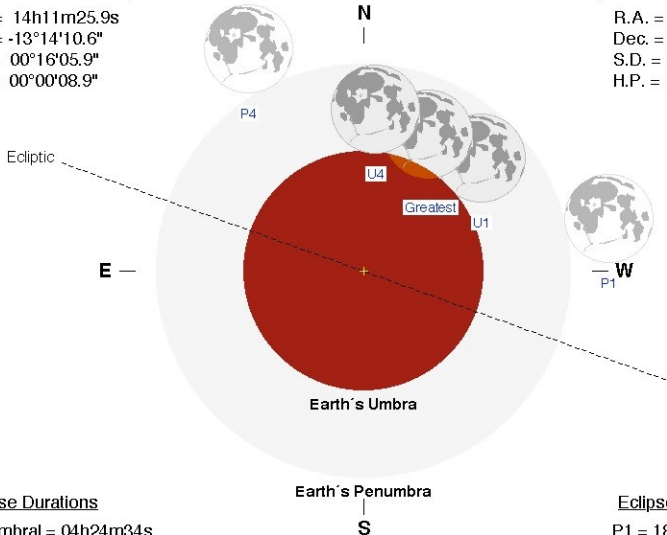 = 14h11m25.9s
= -13°14'10.6"
00°16'05.9"
00°00'08.9"
N
R.A. =
Dec. =
S.D. =
H.P. =
P4
Ecliptic
U4
Greatest
U1
E
W
P1
Earth´s Umbra
Earth´s Penumbra
S
se Durations
mbral = 04h24m34s
Eclipse
P1 = 18